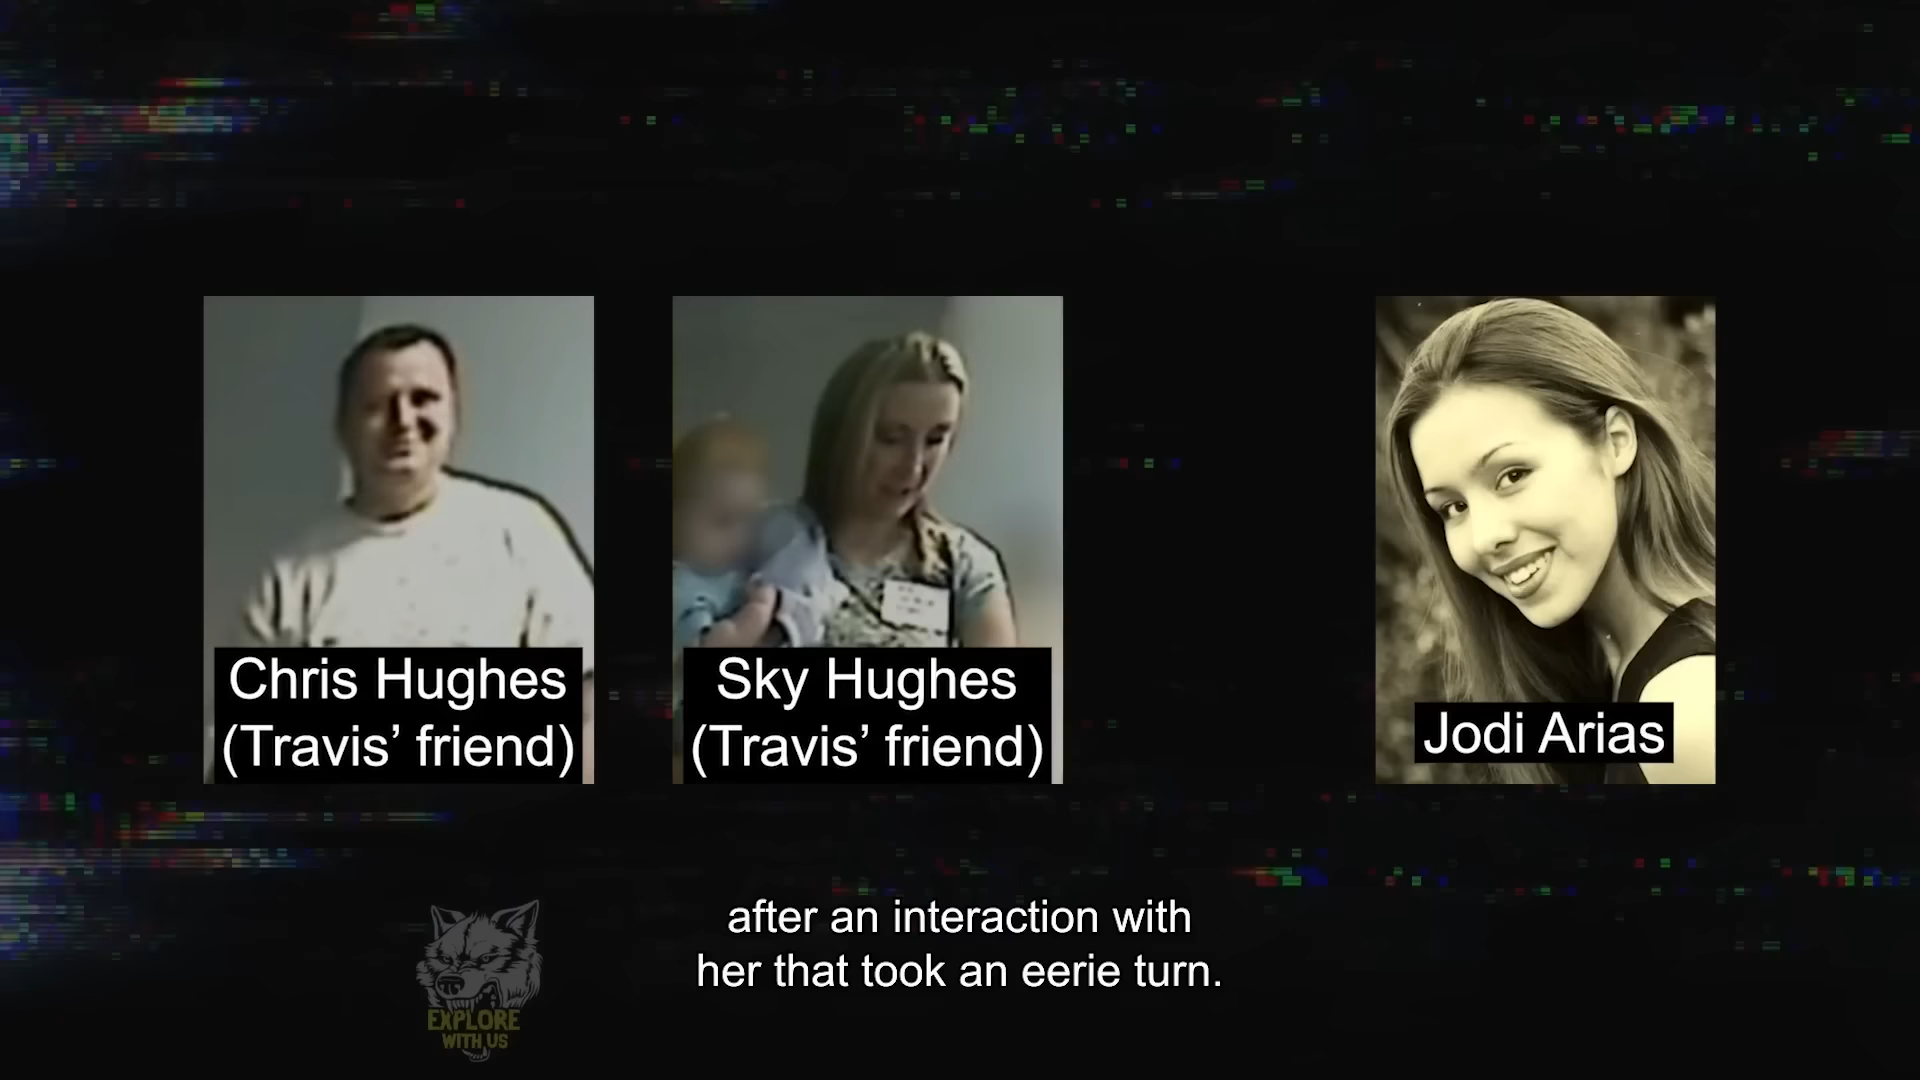 Chris Hughes
(Travis’ friend)
Sky Hughes
(Travis’ friend)
Jodi Arias
after an interaction with
her that took an eerie turn.
EXPLORE
WITH US